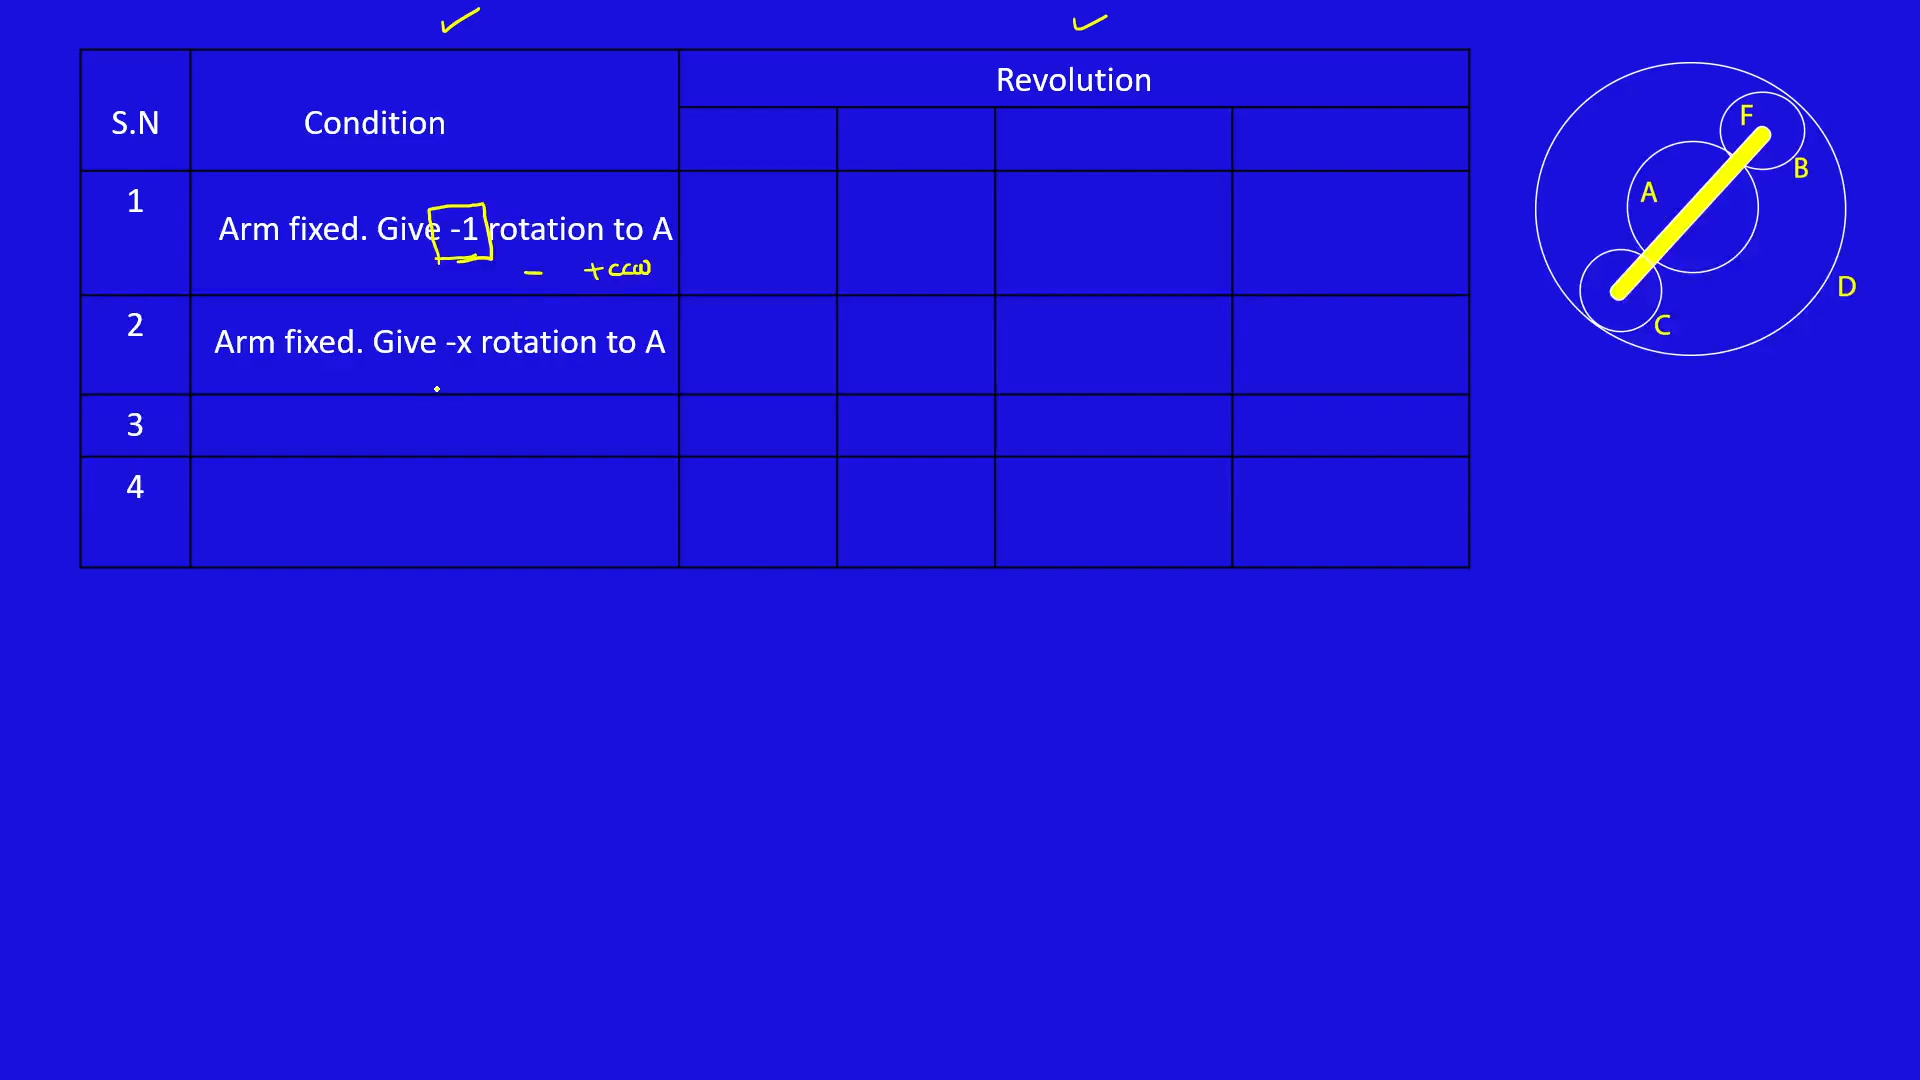 S.N
Condition
Revolution
1
Arm fixed. Give -1 rotation to A
- +ccw
2
Arm fixed. Give -x rotation to A
3
4
F
B
A
D
C